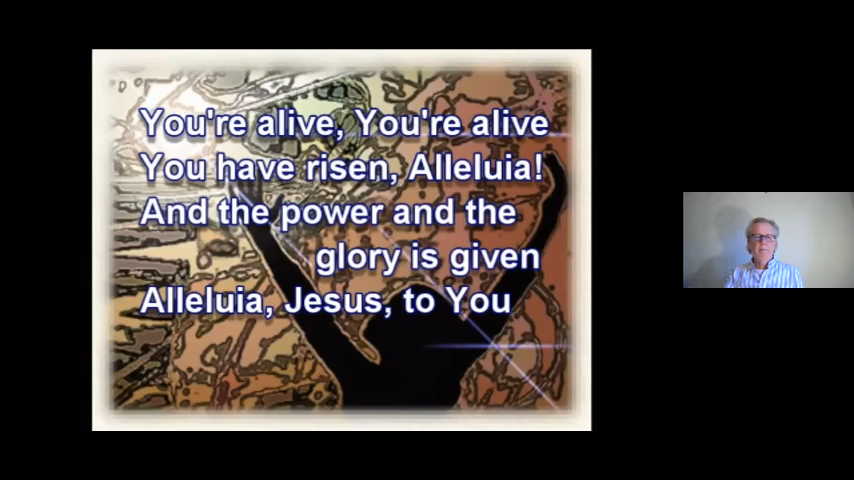 You're alive, You're alive
You have risen, Alleluia!
And the power and the
glory is given
Alleluia, Jesus, to You